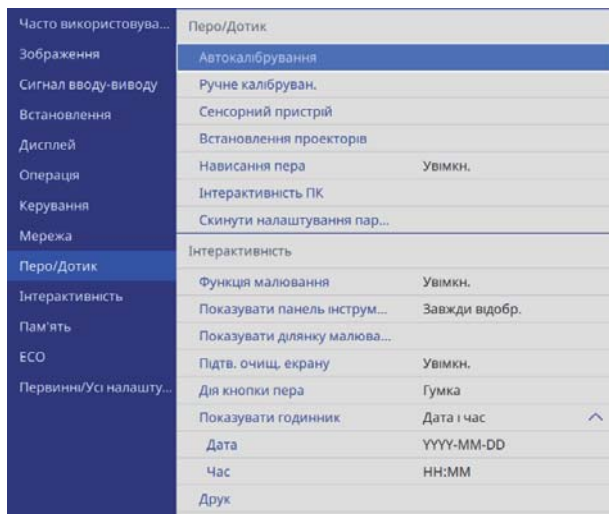 Часто використовува...
Зображення
Сигнал вводу-виводу
Встановлення
Дисплей
Операція
Керування
Мережа
Перо/Дотик
Інтерактивність
Пам'ять
ECO
Первинні/Усі налашту...
Перо/Дотик
Автокалібрування
Ручне калібруван.
Сенсорний пристрій
Встановлення проекторів
Нависання пера Увімкн.
Інтерактивність ПК
Скинути налаштування пар...
Інтерактивність
Функція малювання Увімкн.
Показувати панель інструм... Завжди відобр.
Показувати ділянку малюва...
Підтв. очищ. екрану Увімкн.
Дія кнопки пера Гумка
Показувати годинник Дата і час
Дата YYYY-MM-DD
Час HH:MM
Друк